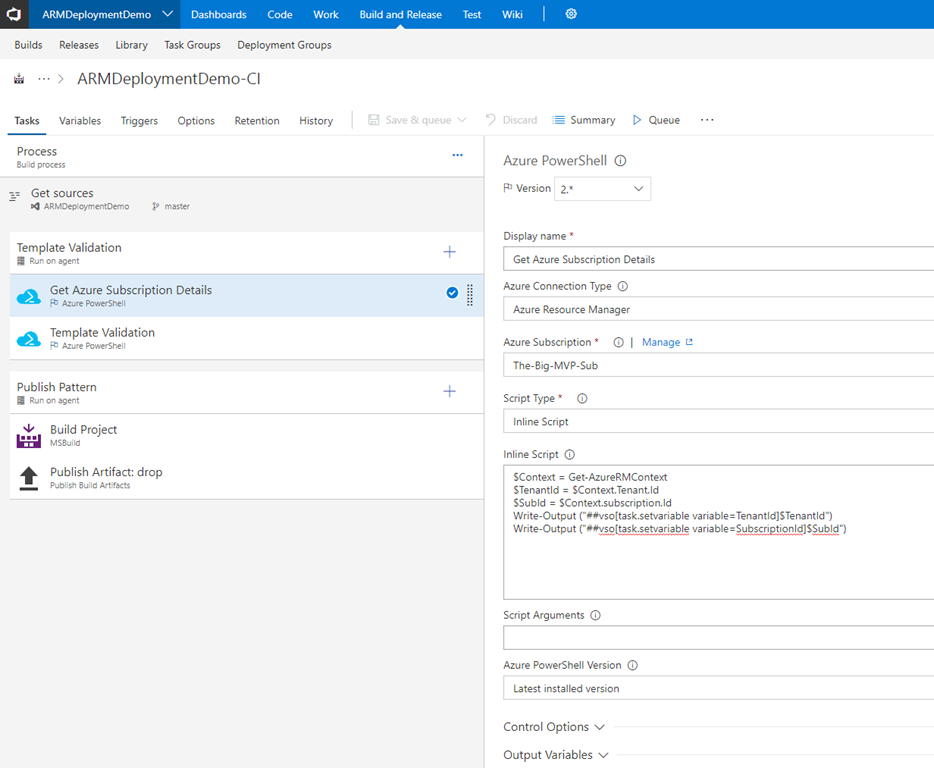 ARMDeploymentDemo Dashboards Code Work Build and Release Test Wiki
Builds Releases Library Task Groups Deployment Groups
··· > ARMDeploymentDemo-CI
Tasks Variables Triggers Options Retention History Save & queue Discard Summary Queue ···
Process
Build process
···
Get sources
ARMDeploymentDemo master
Template Validation
Run on agent
Get Azure Subscription Details
Azure PowerShell
Template Validation
Azure PowerShell
Publish Pattern
Run on agent
Build Project
MSBuild
Publish Artifact: drop
Publish Build Artifacts
Azure PowerShell
Version 2.*
Display name *
Get Azure Subscription Details
Azure Connection Type
Azure Resource Manager
Azure Subscription * | Manage
The-Big-MVP-Sub
Script Type *
Inline Script
Inline Script
$Context = Get-AzureRMContext
$TenantId = $Context.Tenant.Id
$SubId = $Context.subscription.Id
Write-Output ("##vso[task.setvariable variable=TenantId]$TenantId")
Write-Output ("##vso[task.setvariable variable=SubscriptionId]$SubId")
Script Arguments
Azure PowerShell Version
Latest installed version
Control Options
Output Variables